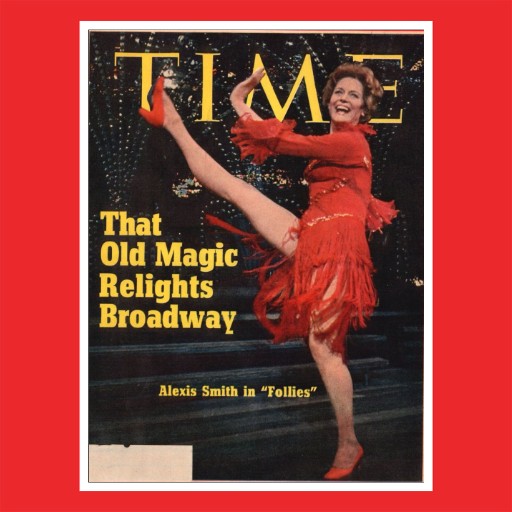 TIME
That
Old Magic
Relights
Broadway
Alexis Smith in "Follies"